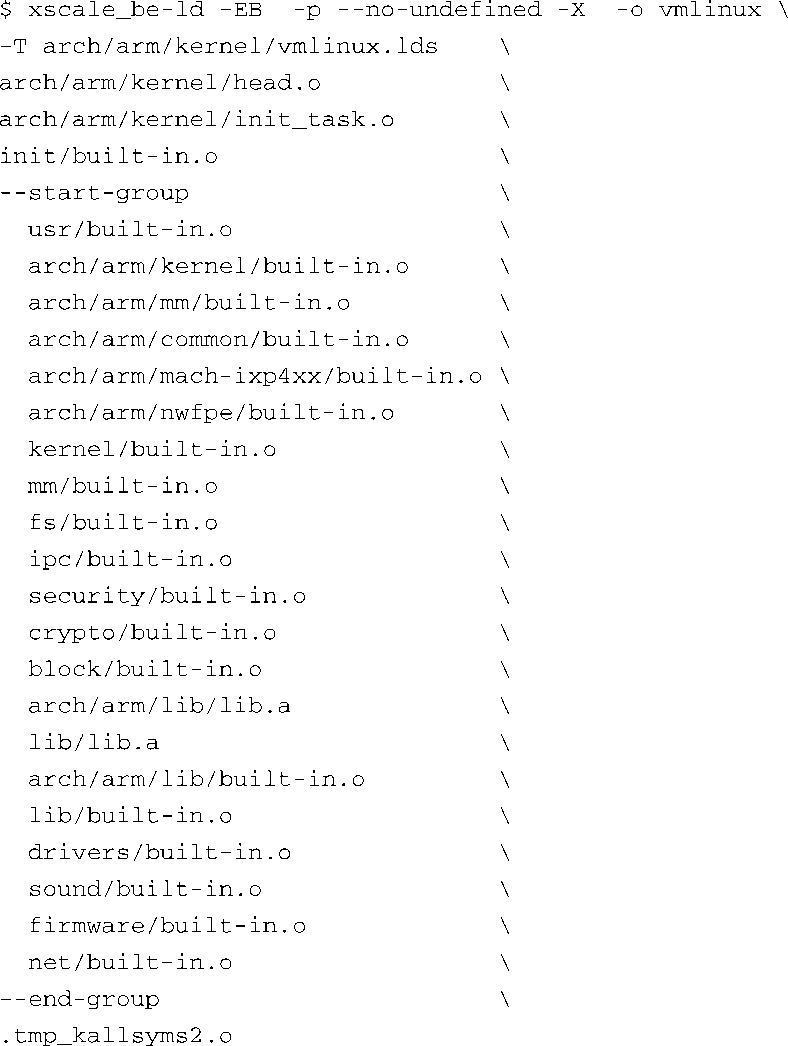 $ xscale_be-ld -EB  -p --no-undefined -X  -o vmlinux \
-T arch/arm/kernel/vmlinux.lds    \
arch/arm/kernel/head.o            \
arch/arm/kernel/init_task.o       \
init/built-in.o                   \
--start-group                     \
  usr/built-in.o                  \
  arch/arm/kernel/built-in.o      \
  arch/arm/mm/built-in.o          \
  arch/arm/common/built-in.o      \
  arch/arm/mach-ixp4xx/built-in.o \
  arch/arm/nwfpe/built-in.o       \
  kernel/built-in.o               \
  mm/built-in.o                   \
  fs/built-in.o                   \
  ipc/built-in.o                  \
  security/built-in.o             \
  crypto/built-in.o               \
  block/built-in.o                \
  arch/arm/lib/lib.a              \
  lib/lib.a                       \
  arch/arm/lib/built-in.o         \
  lib/built-in.o                  \
  drivers/built-in.o              \
  sound/built-in.o                \
  firmware/built-in.o             \
  net/built-in.o                  \
--end-group                       \
.tmp_kallsyms2.o